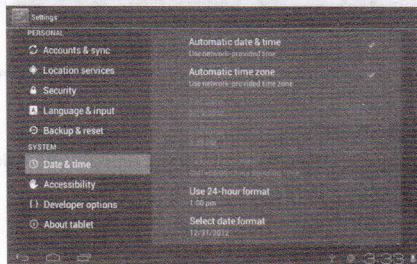 Settings
PERSONAL
Accounts & sync
Location services
Security
A Language & input
Backup & reset
SYSTEM
Date & time
Accessibility
{ } Developer options
About tablet
Automatic date & time
Use network-provided time
Automatic time zone
Use network-provided time zone
Use 24-hour format
1:00 pm
Select date format
12/31/2012
3:33